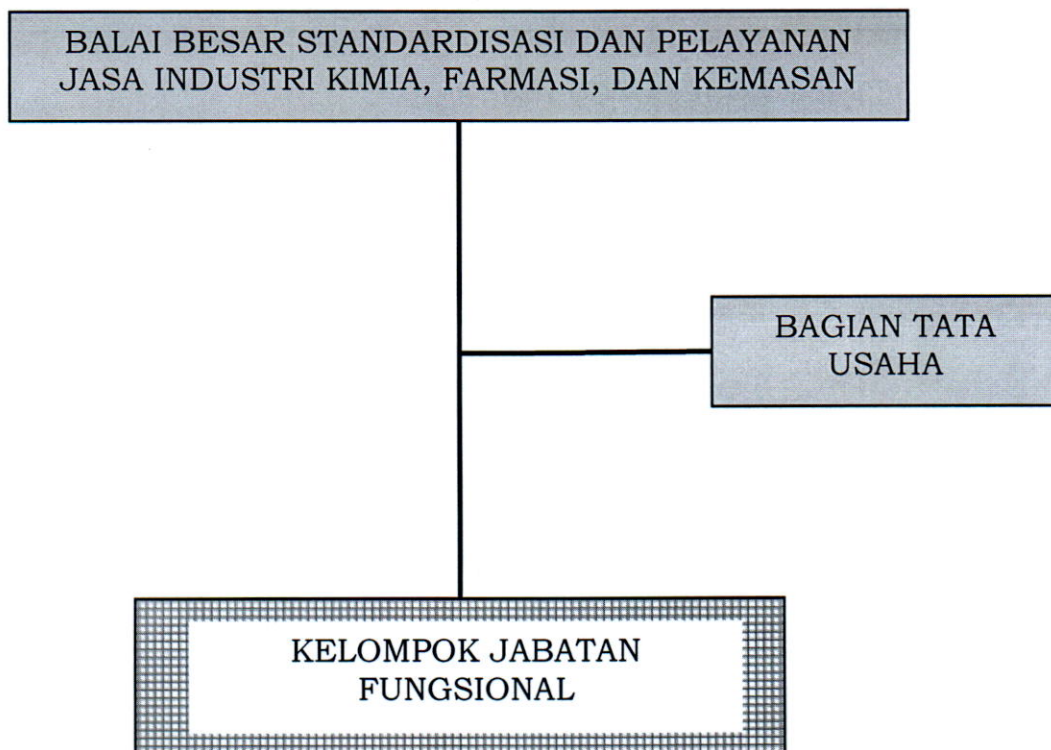 BALAI BESAR STANDARDISASI DAN PELAYANAN
JASA INDUSTRI KIMIA, FARMASI, DAN KEMASAN
BAGIAN TATA
USAHA
KELOMPOK JABATAN
FUNGSIONAL